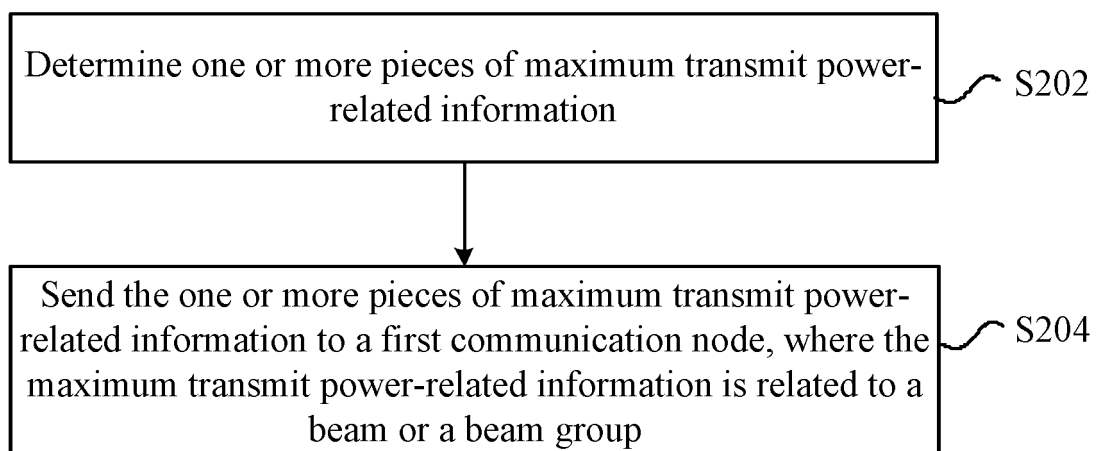 Determine one or more pieces of maximum transmit power-
related information
S202
Send the one or more pieces of maximum transmit power-
related information to a first communication node, where the
maximum transmit power-related information is related to a
beam or a beam group
S204